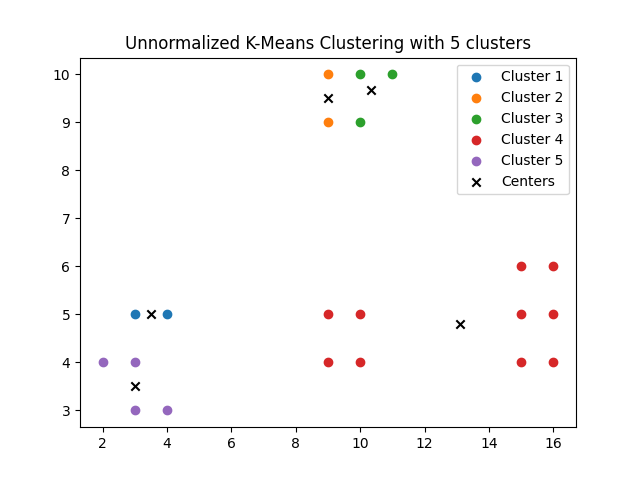 Unnormalized K-Means Clustering with 5 clusters
10
9
8
7
6
5
4
3
2 4 6 8 10 12 14 16
Cluster 1
Cluster 2
Cluster 3
Cluster 4
Cluster 5
Centers